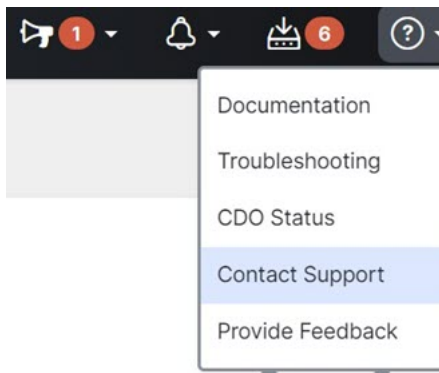 1
6
?
Documentation
Troubleshooting
CDO Status
Contact Support
Provide Feedback